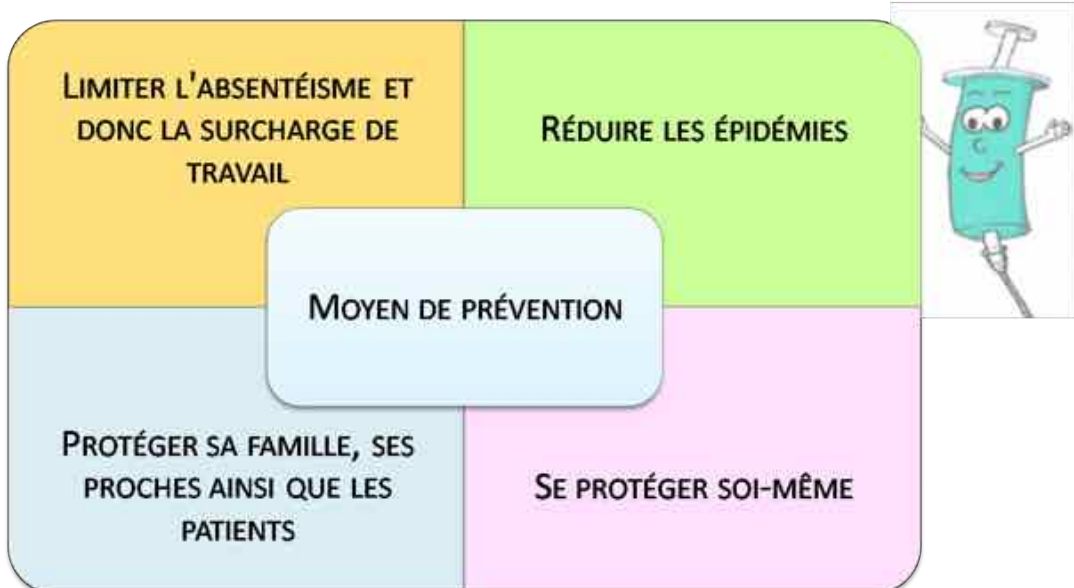 LIMITER L'ABSENTÉISME ET
DONC LA SURCHARGE DE
TRAVAIL
RÉDUIRE LES ÉPIDÉMIES
MOYEN DE PRÉVENTION
PROTÉGER SA FAMILLE, SES
PROCHES AINSI QUE LES
PATIENTS
SE PROTÉGER SOI-MÊME